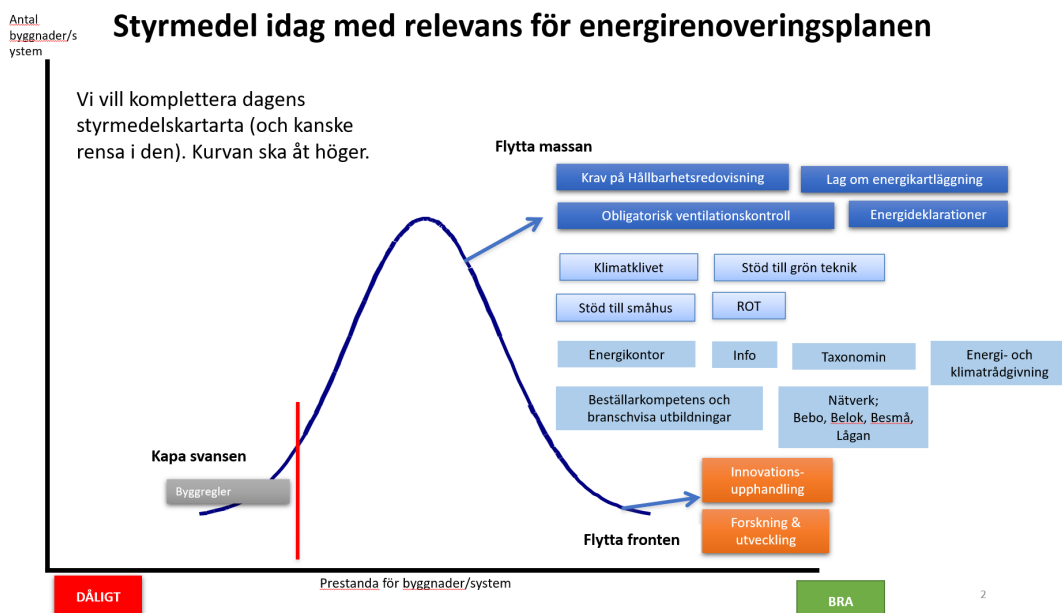 Antal
byggnader/s
ystem
Styrmedel idag med relevans för energirenoveringsplanen
Vi vill komplettera dagens
styrmedelskartarta (och kanske
rensa i den). Kurvan ska åt höger.
Flytta massan
Krav på Hållbarhetsredovisning
Lag om energikartläggning
Obligatorisk ventilationskontroll
Energideklarationer
Klimatklivet
Stöd till grön teknik
Stöd till småhus
ROT
Energikontor
Info
Taxonomin
Energi- och
klimatrådgivning
Beställarkompetens och
branschvisa utbildningar
Nätverk;
Bebo, Belok, Besmå,
Lågan
Kapa svansen
Byggregler
Innovations-
upphandling
Forskning &
utveckling
Flytta fronten
Prestanda för byggnader/system
DÅLIGT
BRA
2